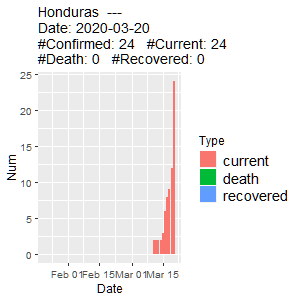 Honduras  ---
Date: 2020-03-20
#Confirmed: 24   #Current: 24
#Death: 0   #Recovered: 0
25
20
15
10
5
0
Num
Feb 01
Feb 15
Mar 01
Mar 15
Date
Type
current
death
recovered